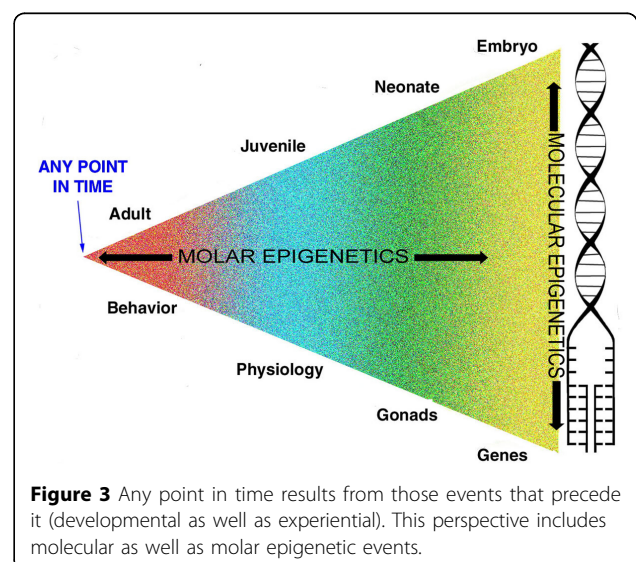 Embryo
Neonate
Juvenile
ANY POINT
IN TIME
Adult
MOLAR EPIGENETICS
MOLECULAR EPIGENETICS
Behavior
Physiology
Gonads
Genes
Figure 3 Any point in time results from those events that precede
it (developmental as well as experiential). This perspective includes
molecular as well as molar epigenetic events.